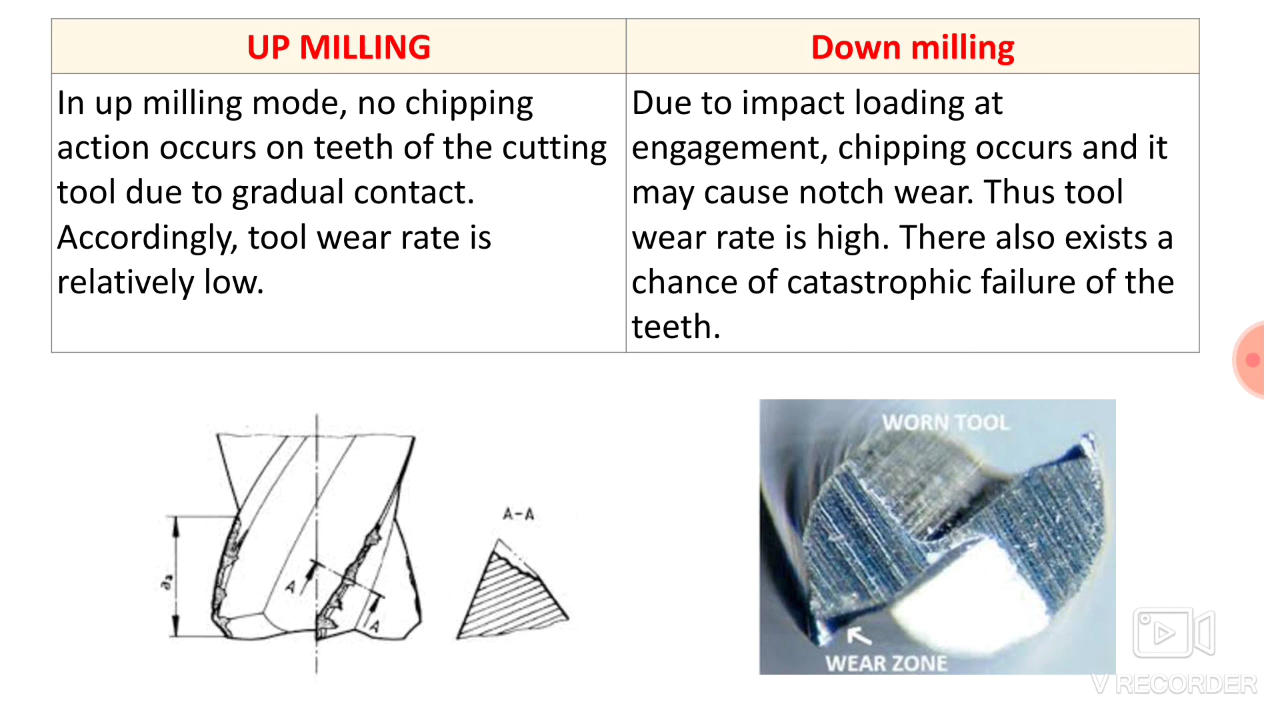 UP MILLING
Down milling
In up milling mode, no chipping
action occurs on teeth of the cutting
tool due to gradual contact.
Accordingly, tool wear rate is
relatively low.
Due to impact loading at
engagement, chipping occurs and it
may cause notch wear. Thus tool
wear rate is high. There also exists a
chance of catastrophic failure of the
teeth.
A-A
A
A
WORN TOOL
WEAR ZONE
V RECORDER